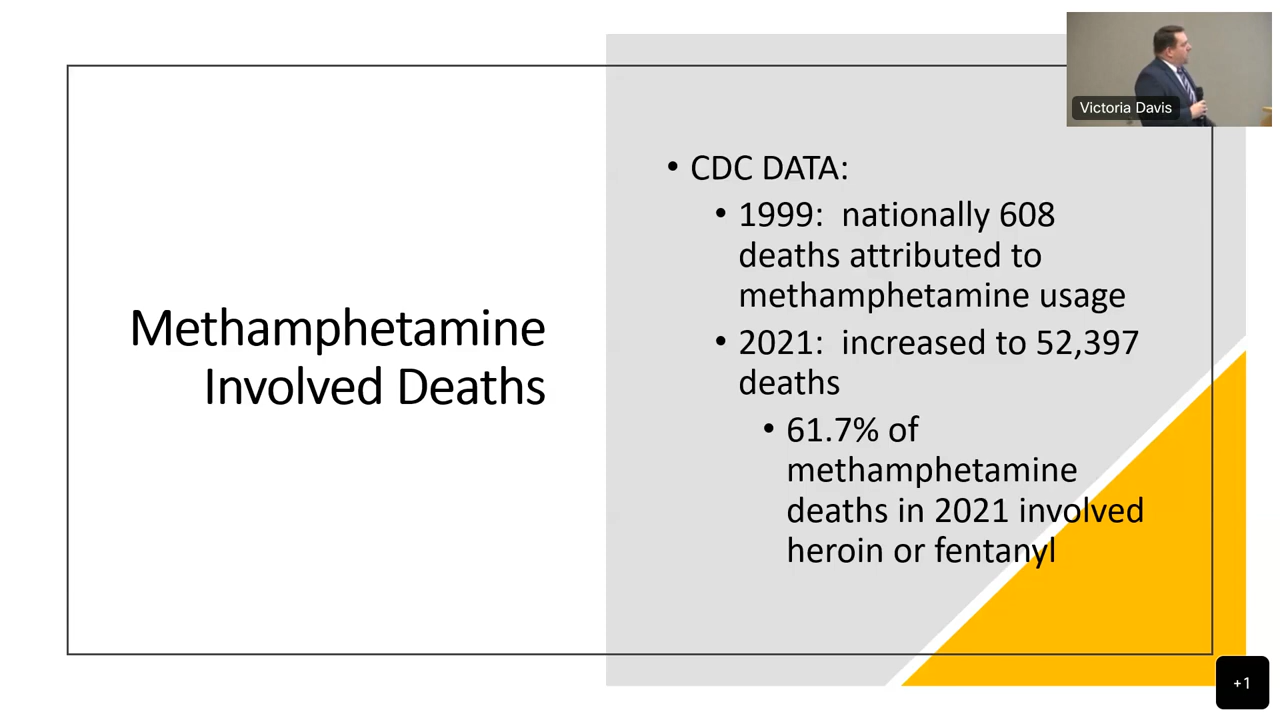 Victoria Davis
Methamphetamine
Involved Deaths
• CDC DATA:
• 1999:  nationally 608
deaths attributed to
methamphetamine usage
• 2021:  increased to 52,397
deaths
• 61.7% of
methamphetamine
deaths in 2021 involved
heroin or fentanyl
+1